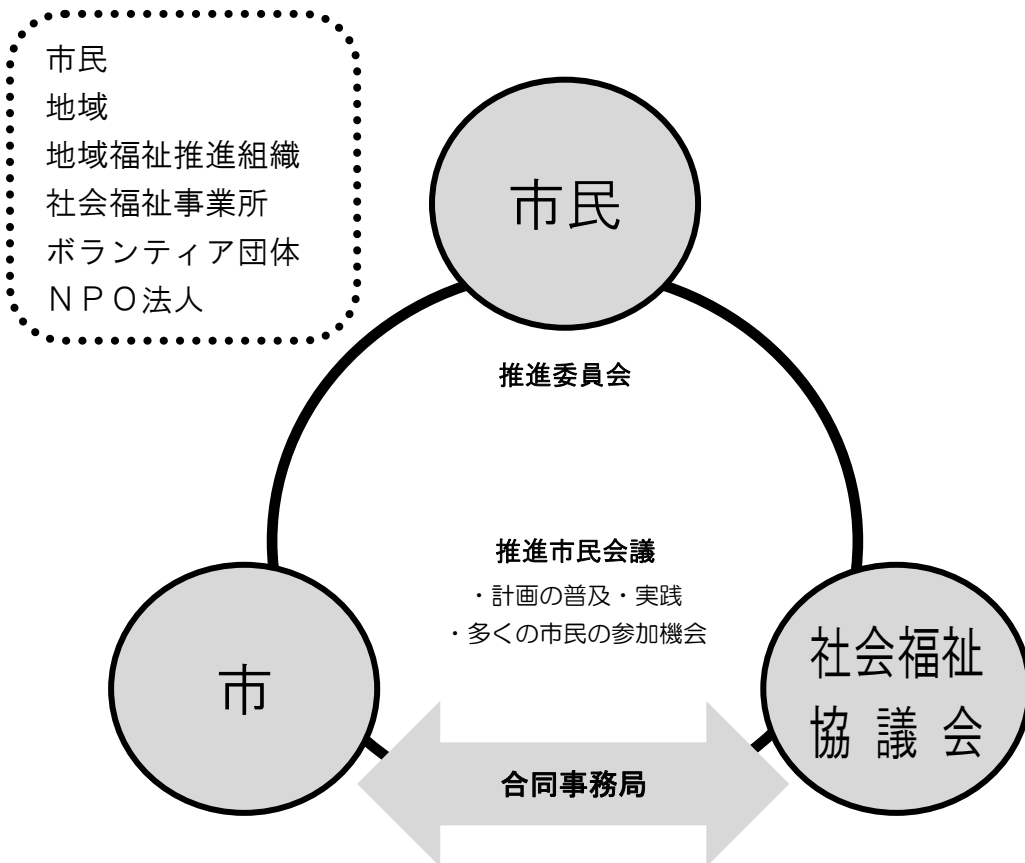 市民
地域
地域福祉推進組織
社会福祉事業所
ボランティア団体
ＮＰＯ法人
市民
推進委員会
推進市民会議
・計画の普及・実践
・多くの市民の参加機会
市
社会福祉
協議会
合同事務局